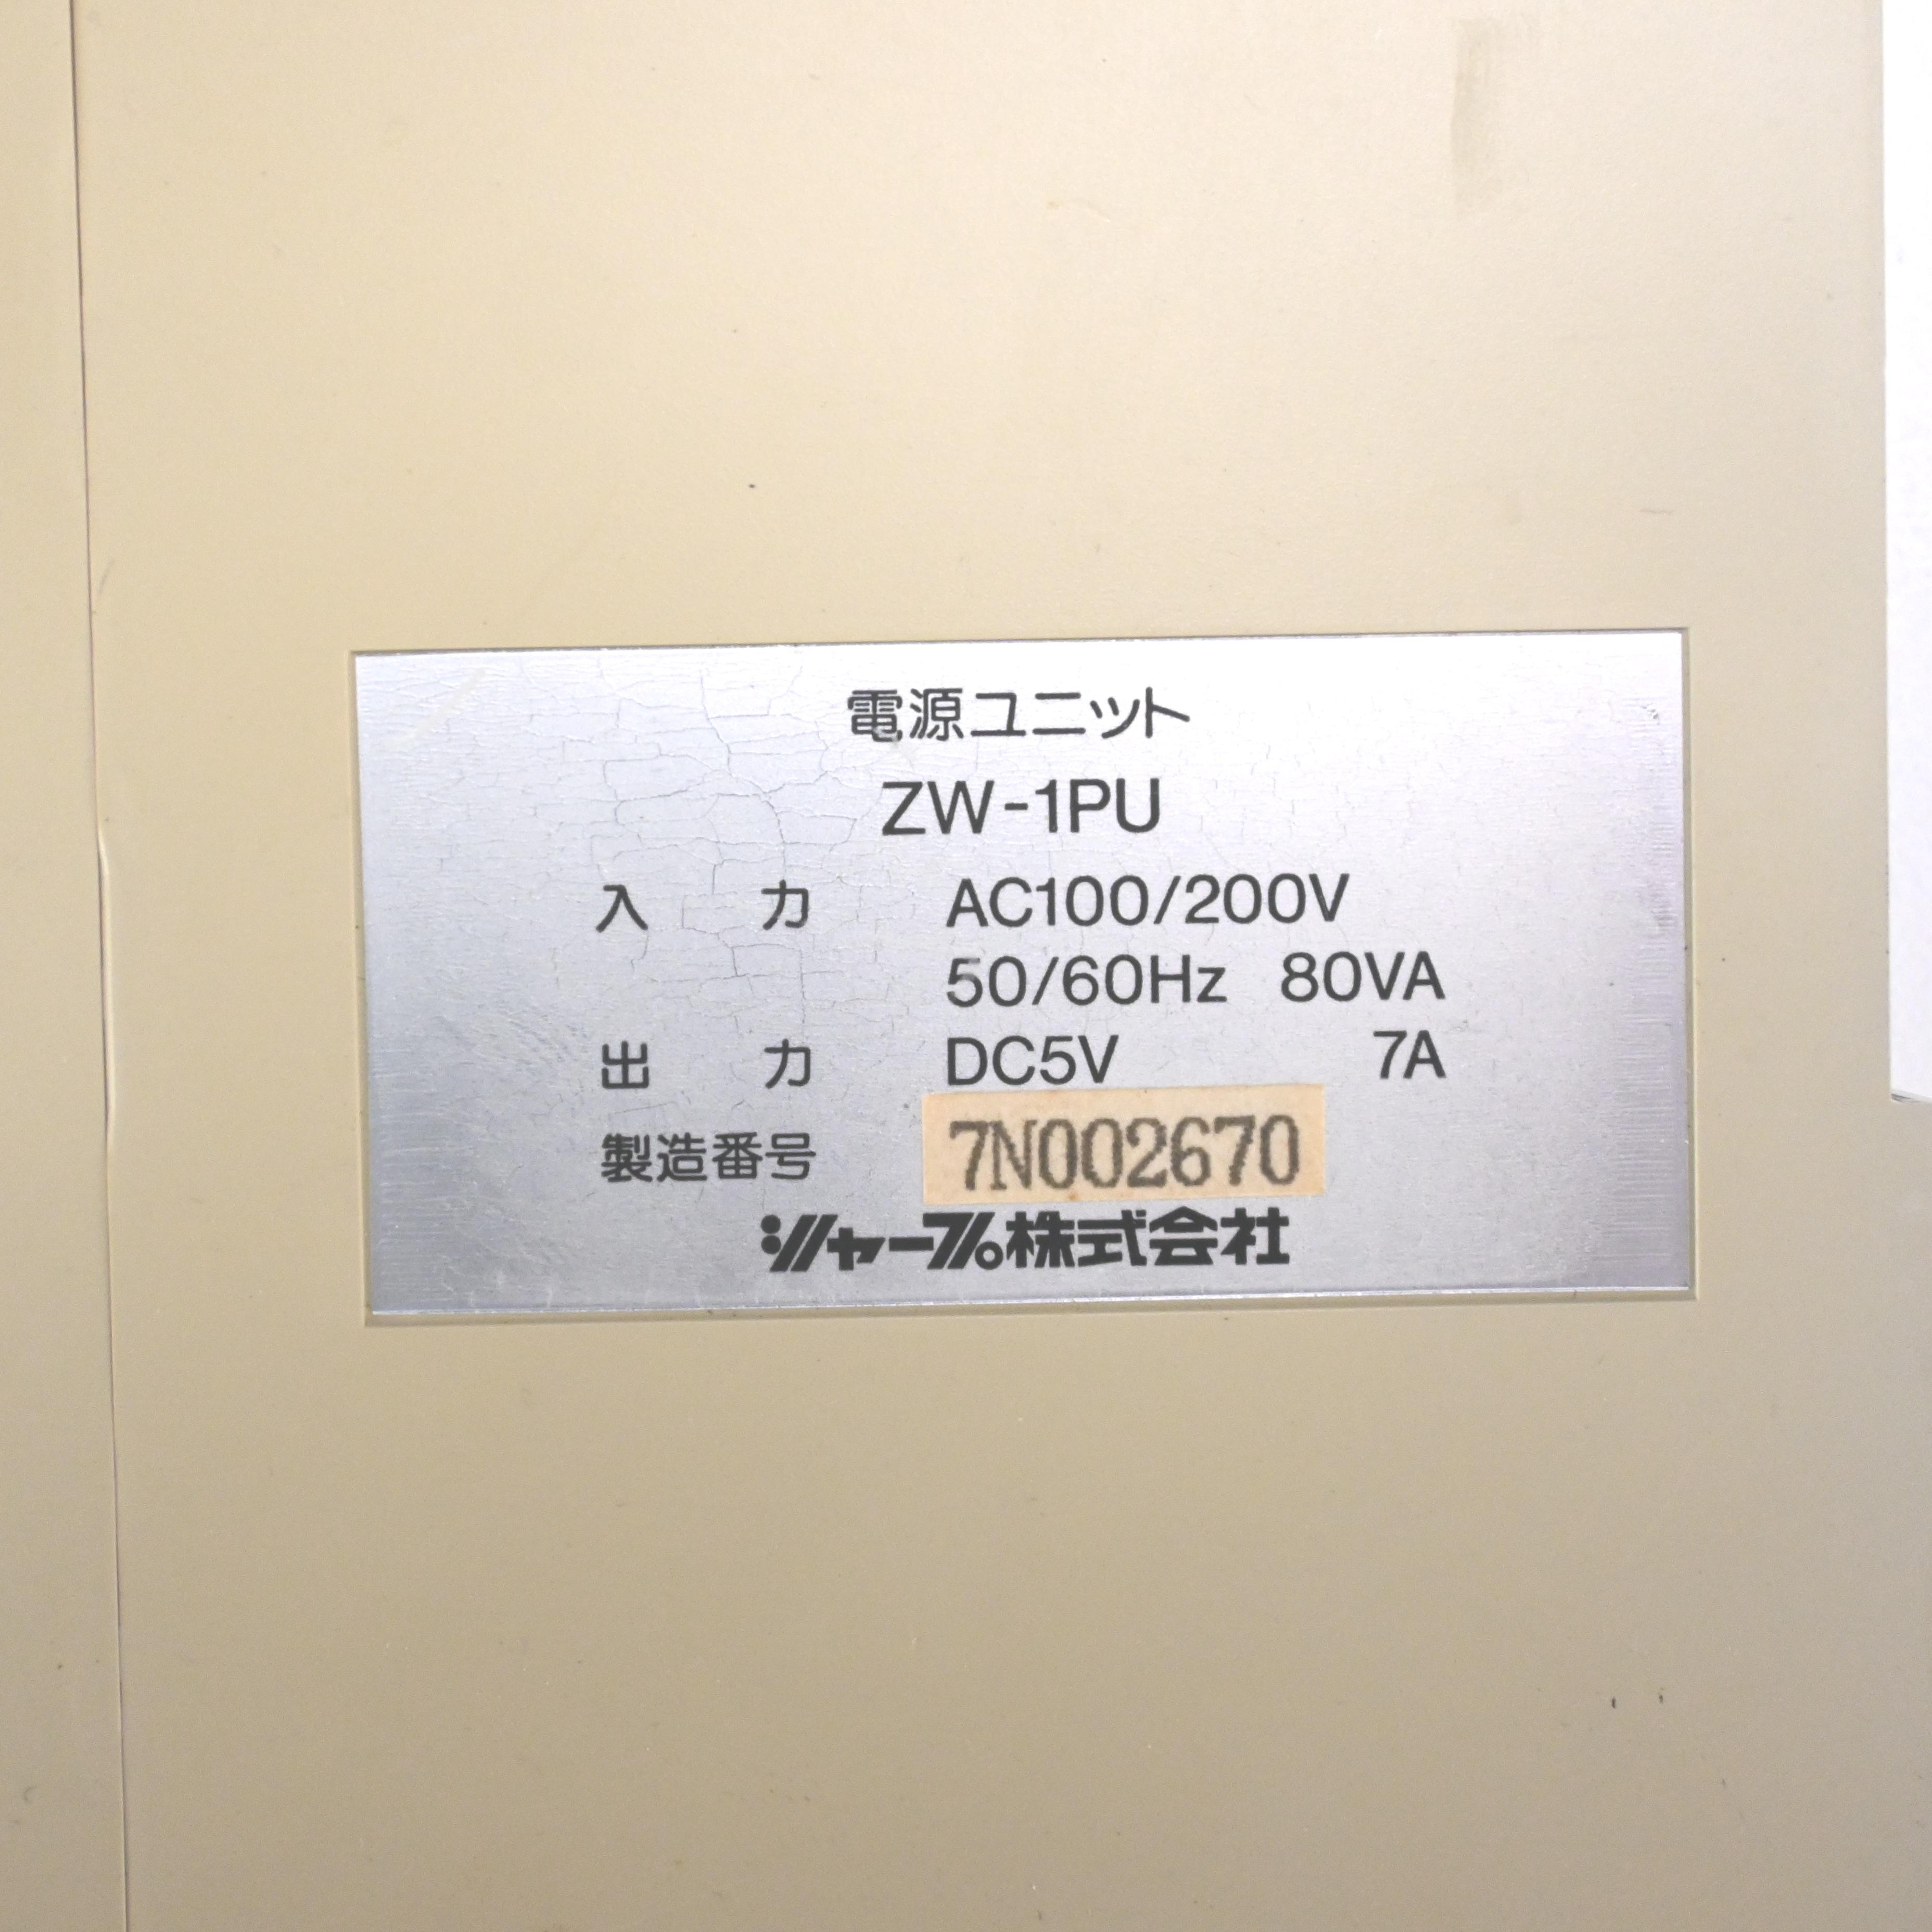 電源ユニット
ZW-1PU
入力 AC100/200V
50/60Hz 80VA
出力 DC5V 7A
製造番号 7N002670
シャープ株式会社